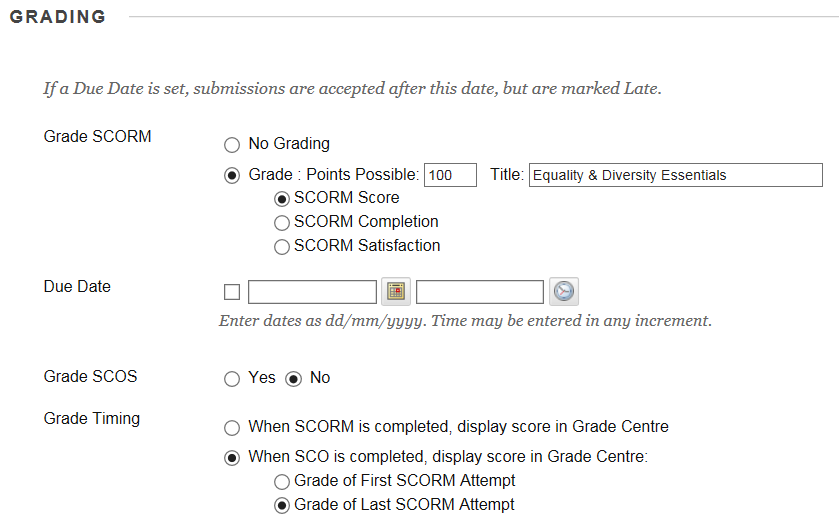 GRADING
If a Due Date is set, submissions are accepted after this date, but are marked Late.
Grade SCORM
No Grading
Grade : Points Possible: 100 Title: Equality & Diversity Essentials
SCORM Score
SCORM Completion
SCORM Satisfaction
Due Date
Enter dates as dd/mm/yyyy. Time may be entered in any increment.
Grade SCOS Yes No
Grade Timing
When SCORM is completed, display score in Grade Centre
When SCO is completed, display score in Grade Centre:
Grade of First SCORM Attempt
Grade of Last SCORM Attempt